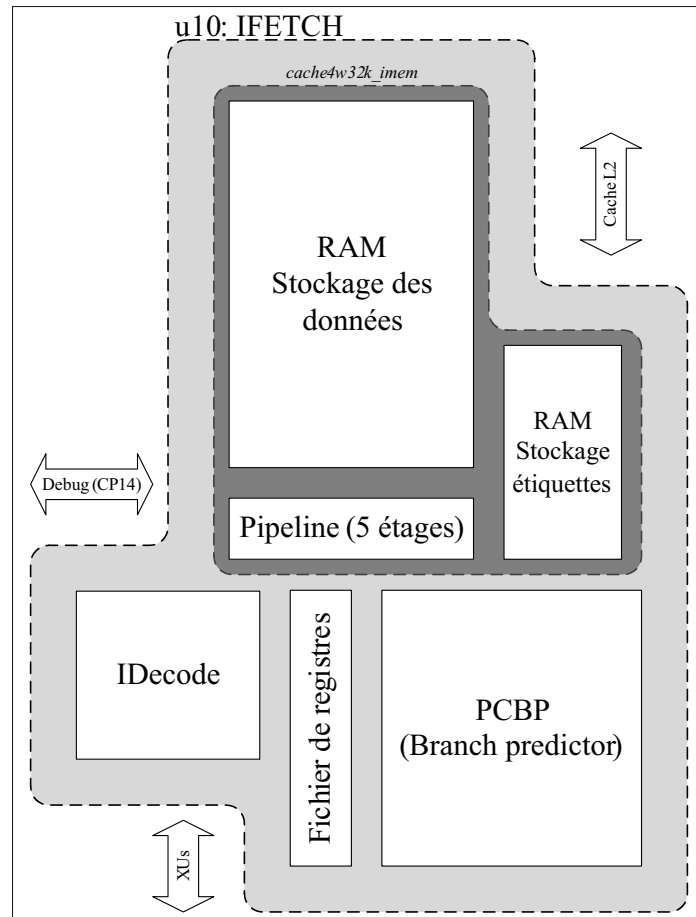 u10: IFETCH
cache4w32k_imem
RAM
Stockage des
données
Cache L2
RAM
Stockage
étiquettes
Debug (CP14)
Pipeline (5 étages)
IDecode
Fichier de registres
PCBP
(Branch predictor)
XUs